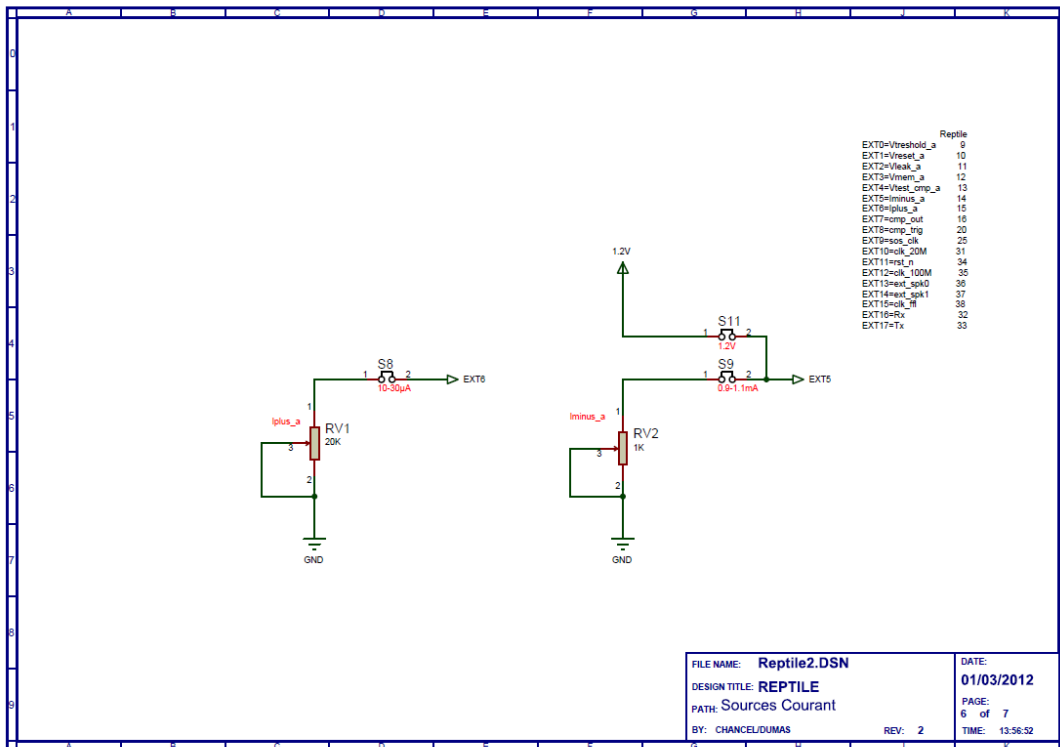 A B C D E F G H J K
0
1
2
3
4
5
6
7
8
9
Reptile
EXT0=Vtreshold_a 9
EXT1=Vreset_a 10
EXT2=Vleak_a 11
EXT3=Vmem_a 12
EXT4=Vtest_cmp_a 13
EXT5=Iminus_a 14
EXT6=Iplus_a 15
EXT7=cmp_out 16
EXT8=cmp_trig 20
EXT9=sos_clk 25
EXT10=clk_20M 31
EXT11=rst_n 34
EXT12=clk_100M 35
EXT13=ext_spk0 36
EXT14=ext_spk1 37
EXT15=clk_ffl 38
EXT16=Rx 32
EXT17=Tx 33
1.2V
S11
1 2
1.2V
S8
1 2
10-30µA
EXT6
S9
1 2
0.9-1.1mA
EXT5
Iplus_a
1
RV1
20K
3
2
GND
Iminus_a
1
RV2
1K
3
2
GND
FILE NAME: Reptile2.DSN
DESIGN TITLE: REPTILE
PATH: Sources Courant
BY: CHANCEL/DUMAS REV: 2
DATE:
01/03/2012
PAGE:
6 of 7
TIME: 13:56:52
A B C D E F G H J K